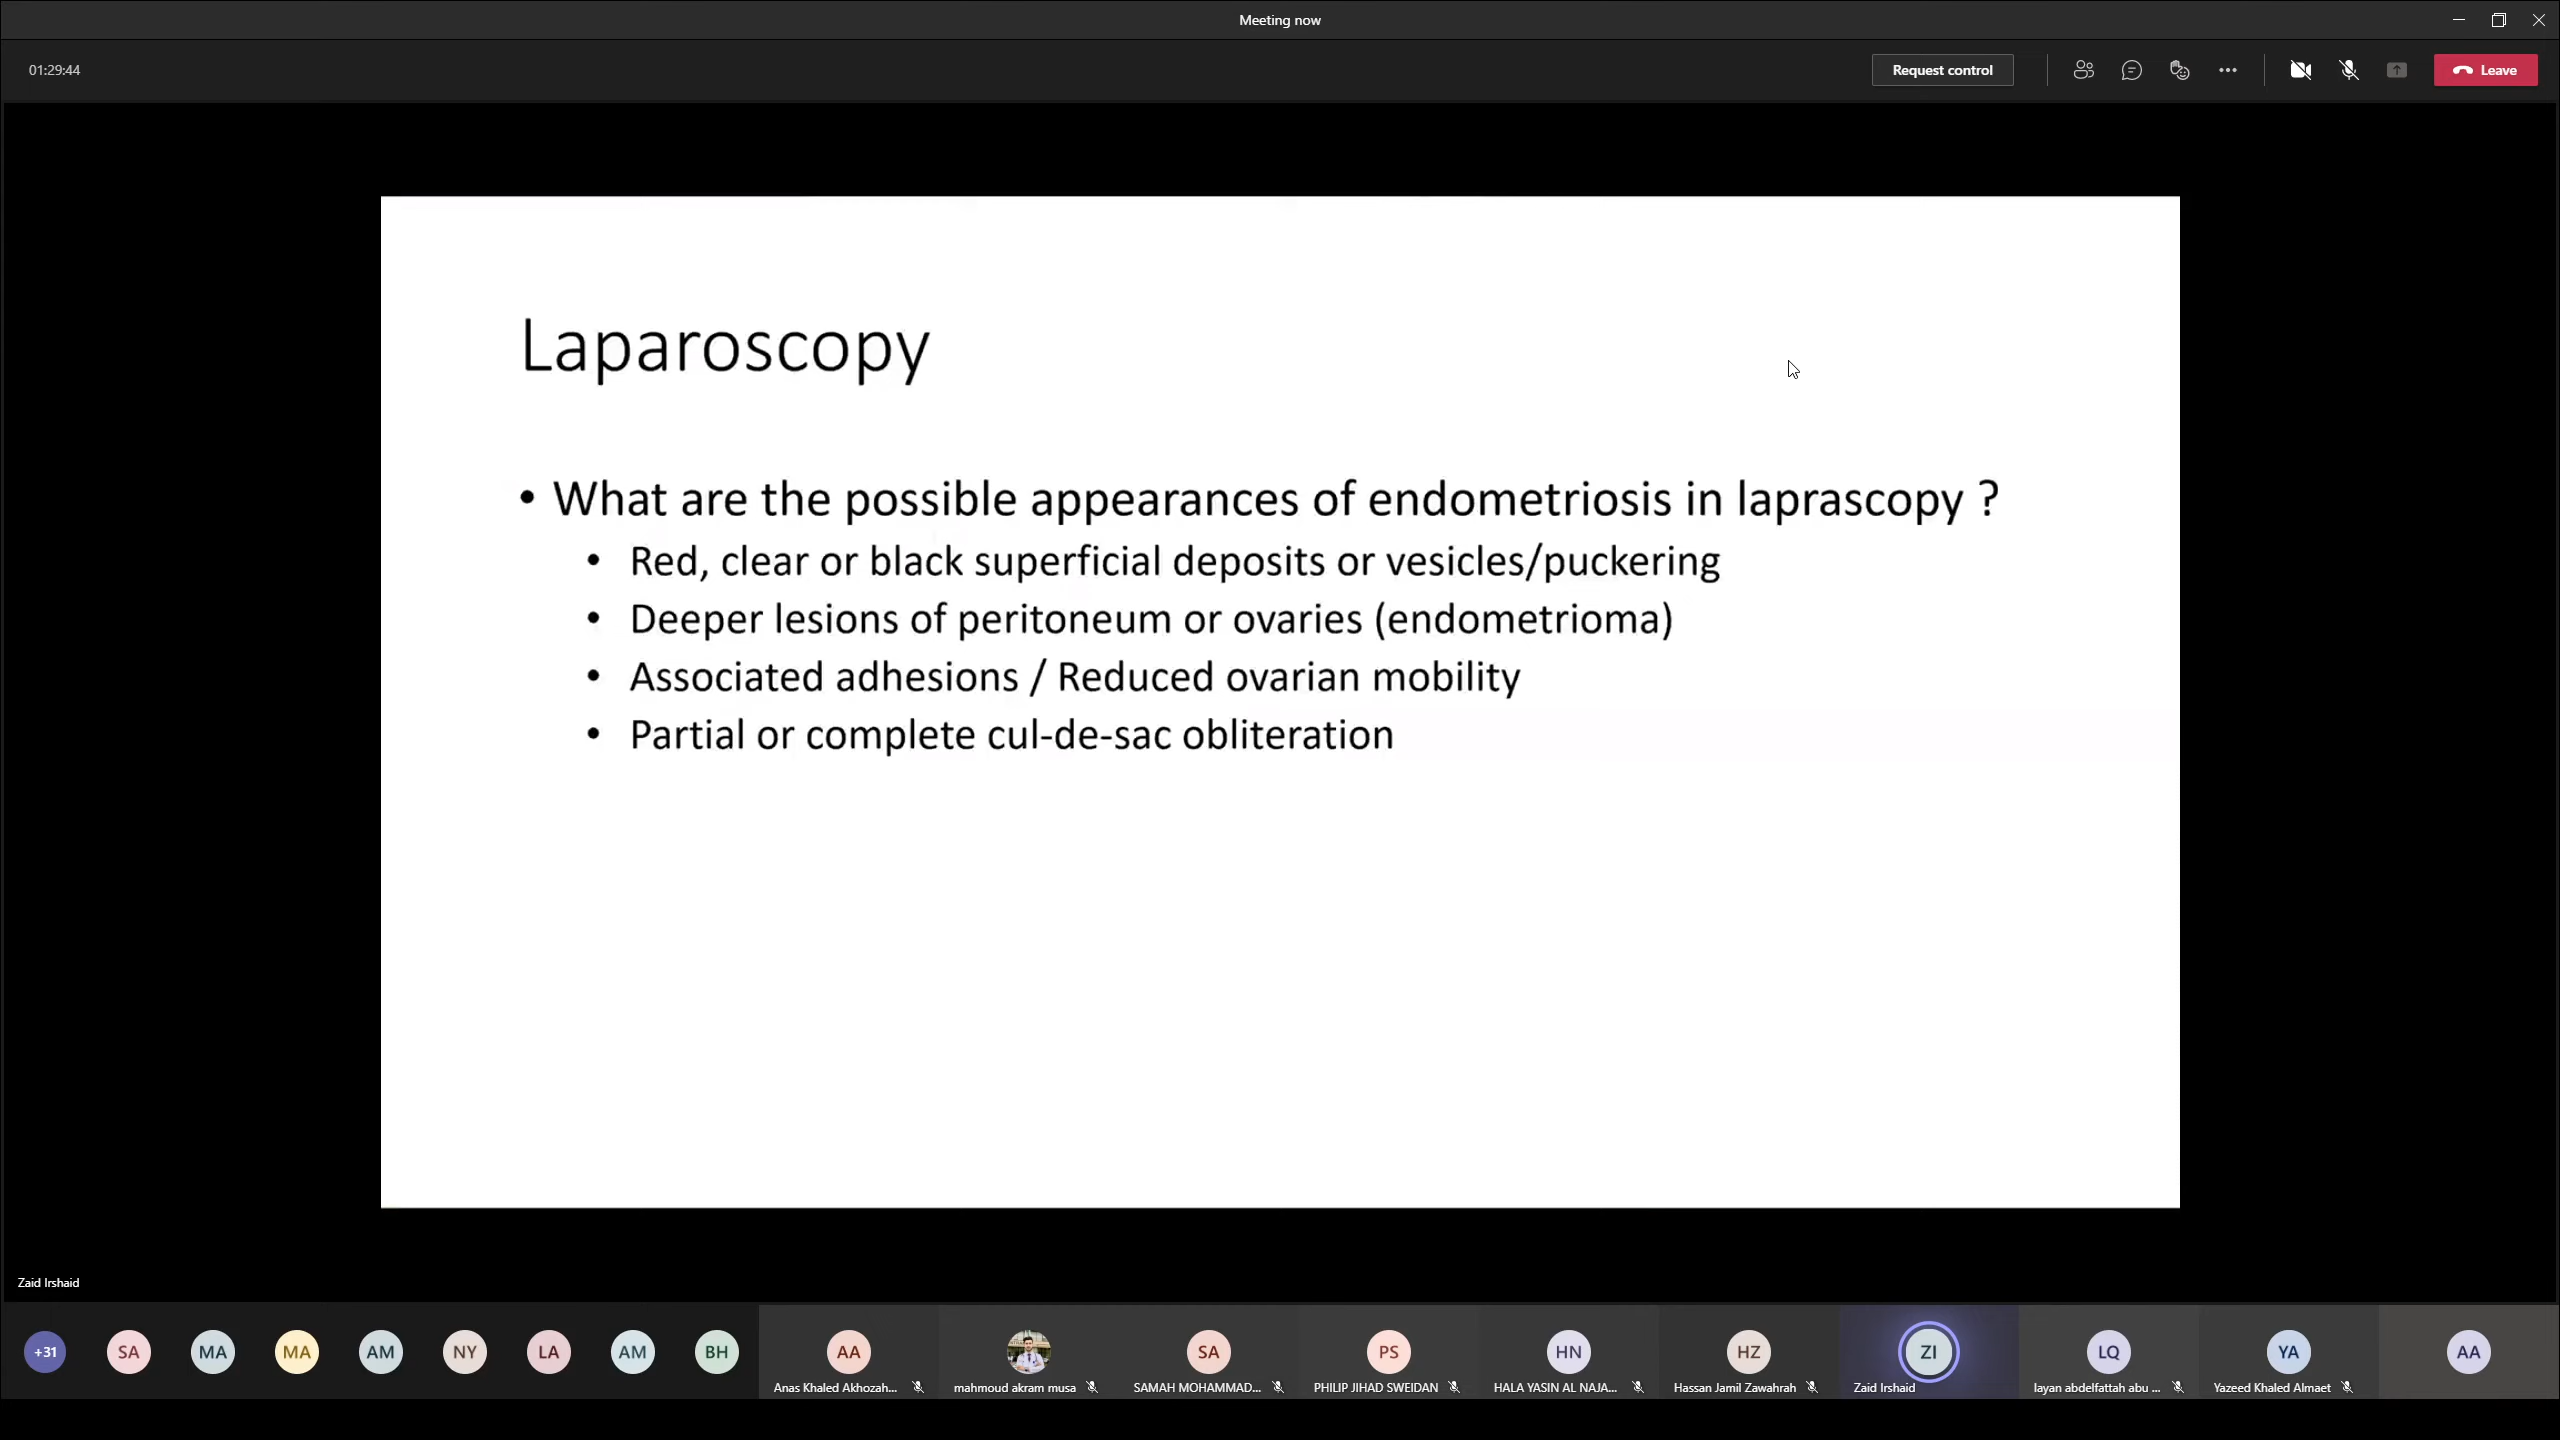 Meeting now
01:29:44
Request control
Leave
Laparoscopy
• What are the possible appearances of endometriosis in laprascopy ?
• Red, clear or black superficial deposits or vesicles/puckering
• Deeper lesions of peritoneum or ovaries (endometrioma)
• Associated adhesions / Reduced ovarian mobility
• Partial or complete cul-de-sac obliteration
Zaid Irshaid
+31 SA MA MA AM NY LA AM BH AA SA PS HN HZ ZI LQ YA AA
Anas Khaled Akhozah... mahmoud akram musa SAMAH MOHAMMAD... PHILIP JIHAD SWEIDAN HALA YASIN AL NAJA... Hassan Jamil Zawahrah Zaid Irshaid layan abdelfattah abu ... Yazeed Khaled Almaet